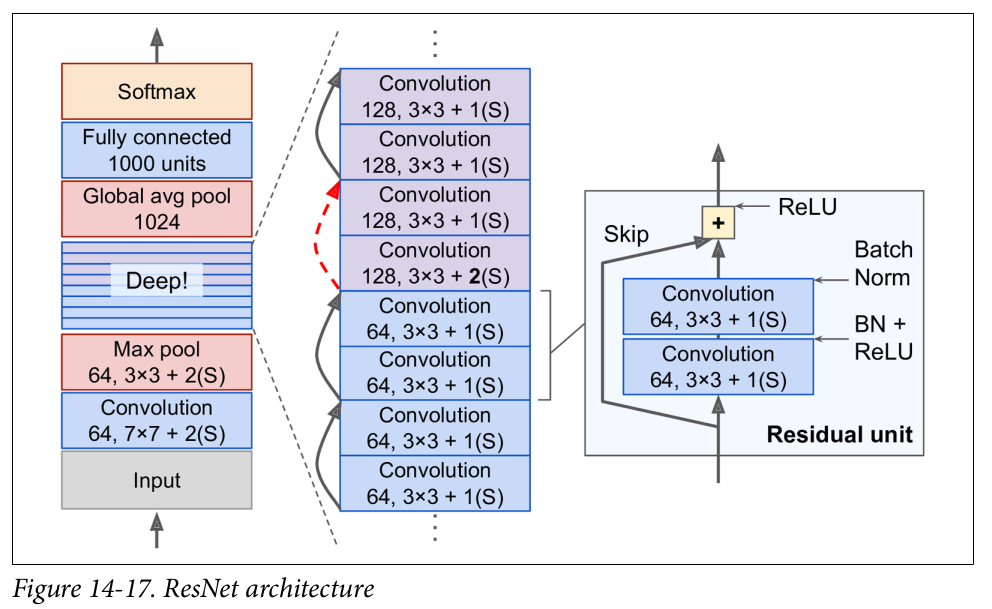 Softmax
Fully connected
1000 units
Global avg pool
1024
Deep!
Max pool
64, 3×3 + 2(S)
Convolution
64, 7×7 + 2(S)
Input
Convolution
128, 3×3 + 1(S)
Convolution
128, 3×3 + 1(S)
Convolution
128, 3×3 + 1(S)
Convolution
128, 3×3 + 2(S)
Convolution
64, 3×3 + 1(S)
Convolution
64, 3×3 + 1(S)
Convolution
64, 3×3 + 1(S)
Convolution
64, 3×3 + 1(S)
+
ReLU
Skip
Batch
Norm
Convolution
64, 3×3 + 1(S)
BN +
ReLU
Convolution
64, 3×3 + 1(S)
Residual unit
Figure 14-17. ResNet architecture